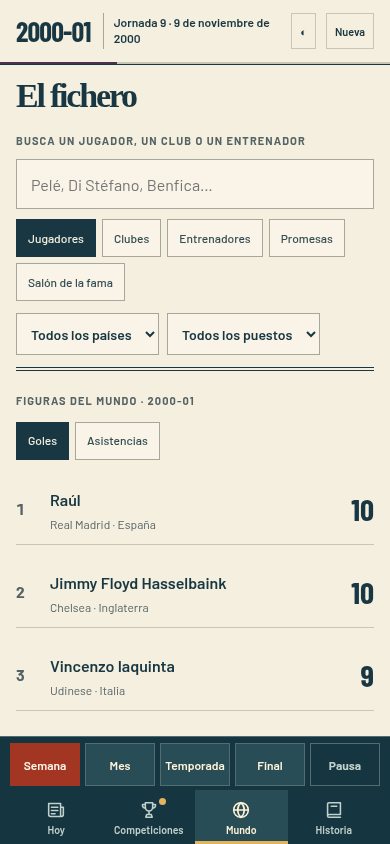 2000-01
Jornada 9 · 9 de noviembre de
2000
Nueva
El fichero
BUSCA UN JUGADOR, UN CLUB O UN ENTRENADOR
Pelé, Di Stéfano, Benfica...
Jugadores
Clubes
Entrenadores
Promesas
Salón de la fama
Todos los países
Todos los puestos
FIGURAS DEL MUNDO · 2000-01
Goles
Asistencias
1
Raúl
10
Real Madrid · España
2
Jimmy Floyd Hasselbaink
10
Chelsea · Inglaterra
3
Vincenzo Iaquinta
9
Udinese · Italia
Semana
Mes
Temporada
Final
Pausa
Hoy
Competiciones
Mundo
Historia